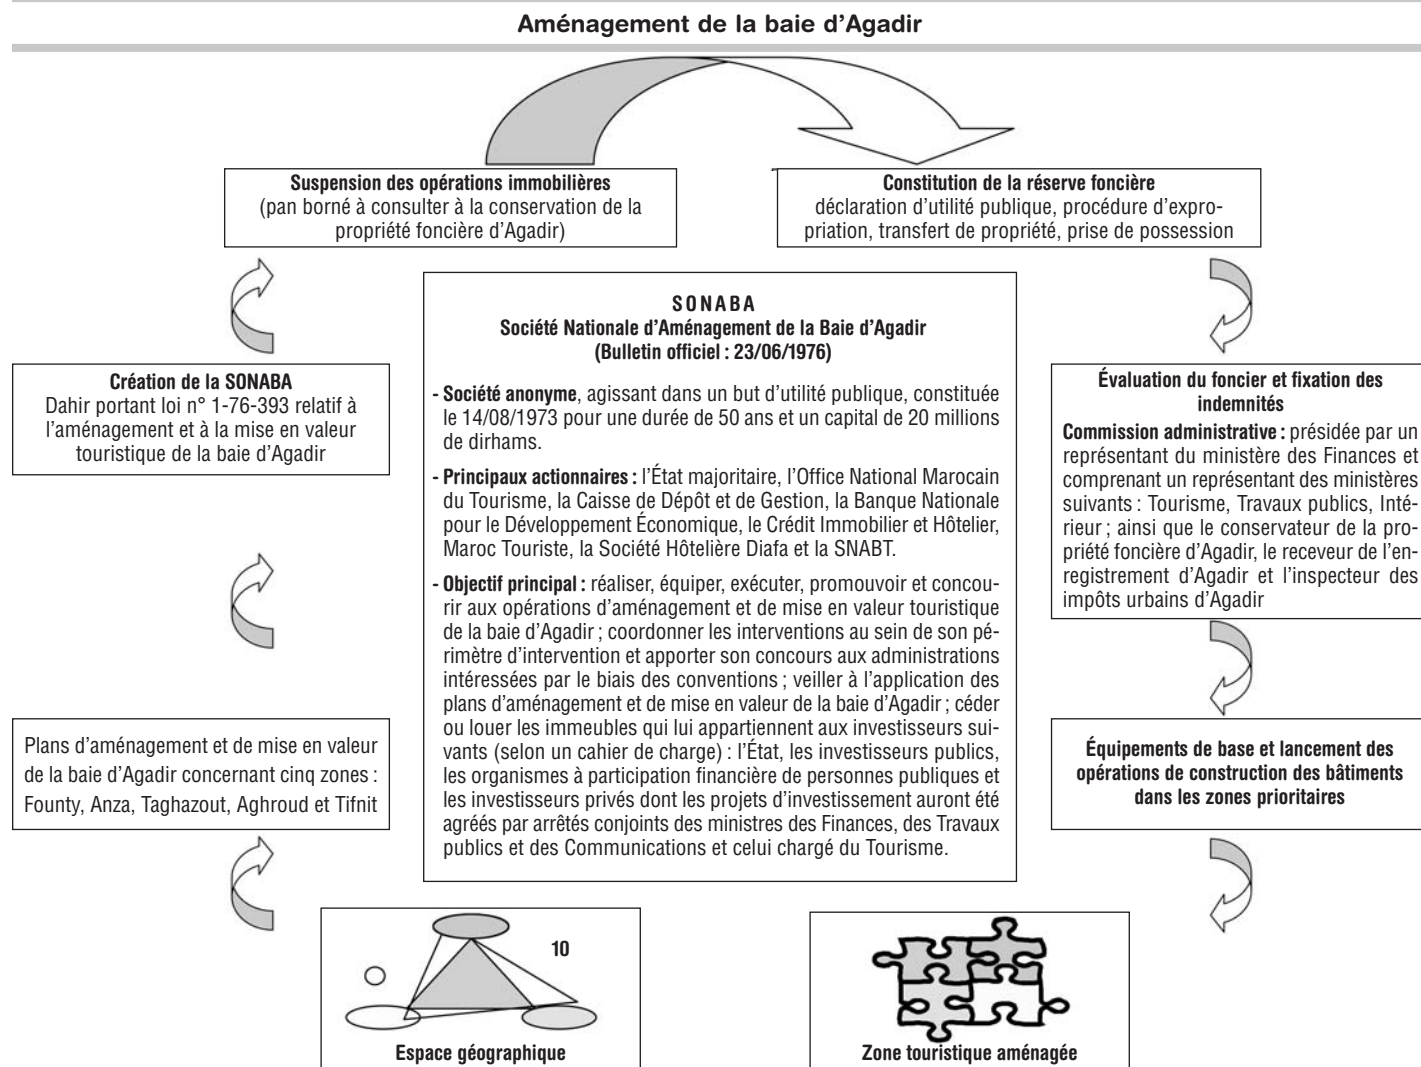 Aménagement de la baie d’Agadir
Suspension des opérations immobilières
(pan borné à consulter à la conservation de la
propriété foncière d’Agadir)
Constitution de la réserve foncière
déclaration d’utilité publique, procédure d’expro-
priation, transfert de propriété, prise de possession
Création de la SONABA
Dahir portant loi n° 1-76-393 relatif à
l’aménagement et à la mise en valeur
touristique de la baie d’Agadir
SONABA
Société Nationale d’Aménagement de la Baie d’Agadir
(Bulletin officiel : 23/06/1976)
- Société anonyme, agissant dans un but d’utilité publique, constituée
le 14/08/1973 pour une durée de 50 ans et un capital de 20 millions
de dirhams.
- Principaux actionnaires : l’État majoritaire, l’Office National Marocain
du Tourisme, la Caisse de Dépôt et de Gestion, la Banque Nationale
pour le Développement Économique, le Crédit Immobilier et Hôtelier,
Maroc Touriste, la Société Hôtelière Diafa et la SNABT.
- Objectif principal : réaliser, équiper, exécuter, promouvoir et concou-
rir aux opérations d’aménagement et de mise en valeur touristique
de la baie d’Agadir ; coordonner les interventions au sein de son pé-
rimètre d’intervention et apporter son concours aux administrations
intéressées par le biais des conventions ; veiller à l’application des
plans d’aménagement et de mise en valeur de la baie d’Agadir ; céder
ou louer les immeubles qui lui appartiennent aux investisseurs sui-
vants (selon un cahier de charge) : l’État, les investisseurs publics,
les organismes à participation financière de personnes publiques et
les investisseurs privés dont les projets d’investissement auront été
agréés par arrêtés conjoints des ministres des Finances, des Travaux
publics et des Communications et celui chargé du Tourisme.
Évaluation du foncier et fixation des
indemnités
Commission administrative : présidée par un
représentant du ministère des Finances et
comprenant un représentant des ministères
suivants : Tourisme, Travaux publics, Inté-
rieur ; ainsi que le conservateur de la pro-
priété foncière d’Agadir, le receveur de l’en-
registrement d’Agadir et l’inspecteur des
impôts urbains d’Agadir
Plans d’aménagement et de mise en valeur
de la baie d’Agadir concernant cinq zones :
Founty, Anza, Taghazout, Aghroud et Tifnit
Équipements de base et lancement des
opérations de construction des bâtiments
dans les zones prioritaires
10
Espace géographique
Zone touristique aménagée